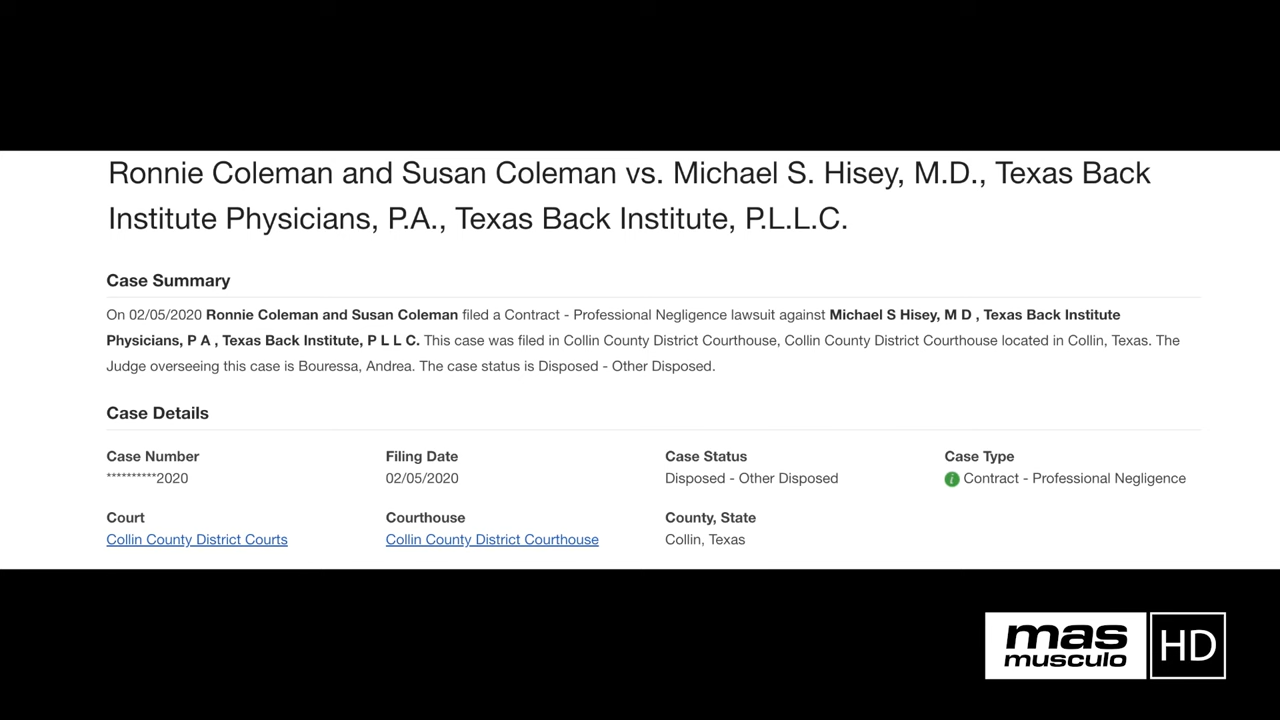 Ronnie Coleman and Susan Coleman vs. Michael S. Hisey, M.D., Texas Back
Institute Physicians, P.A., Texas Back Institute, P.L.L.C.
Case Summary
On 02/05/2020 Ronnie Coleman and Susan Coleman filed a Contract - Professional Negligence lawsuit against Michael S Hisey, M D , Texas Back Institute
Physicians, P A , Texas Back Institute, P L L C. This case was filed in Collin County District Courthouse, Collin County District Courthouse located in Collin, Texas. The
Judge overseeing this case is Bouressa, Andrea. The case status is Disposed - Other Disposed.
Case Details
Case Number Filing Date Case Status Case Type
**********2020 02/05/2020 Disposed - Other Disposed i Contract - Professional Negligence
Court Courthouse County, State
Collin County District Courts Collin County District Courthouse Collin, Texas
mas HD
musculo